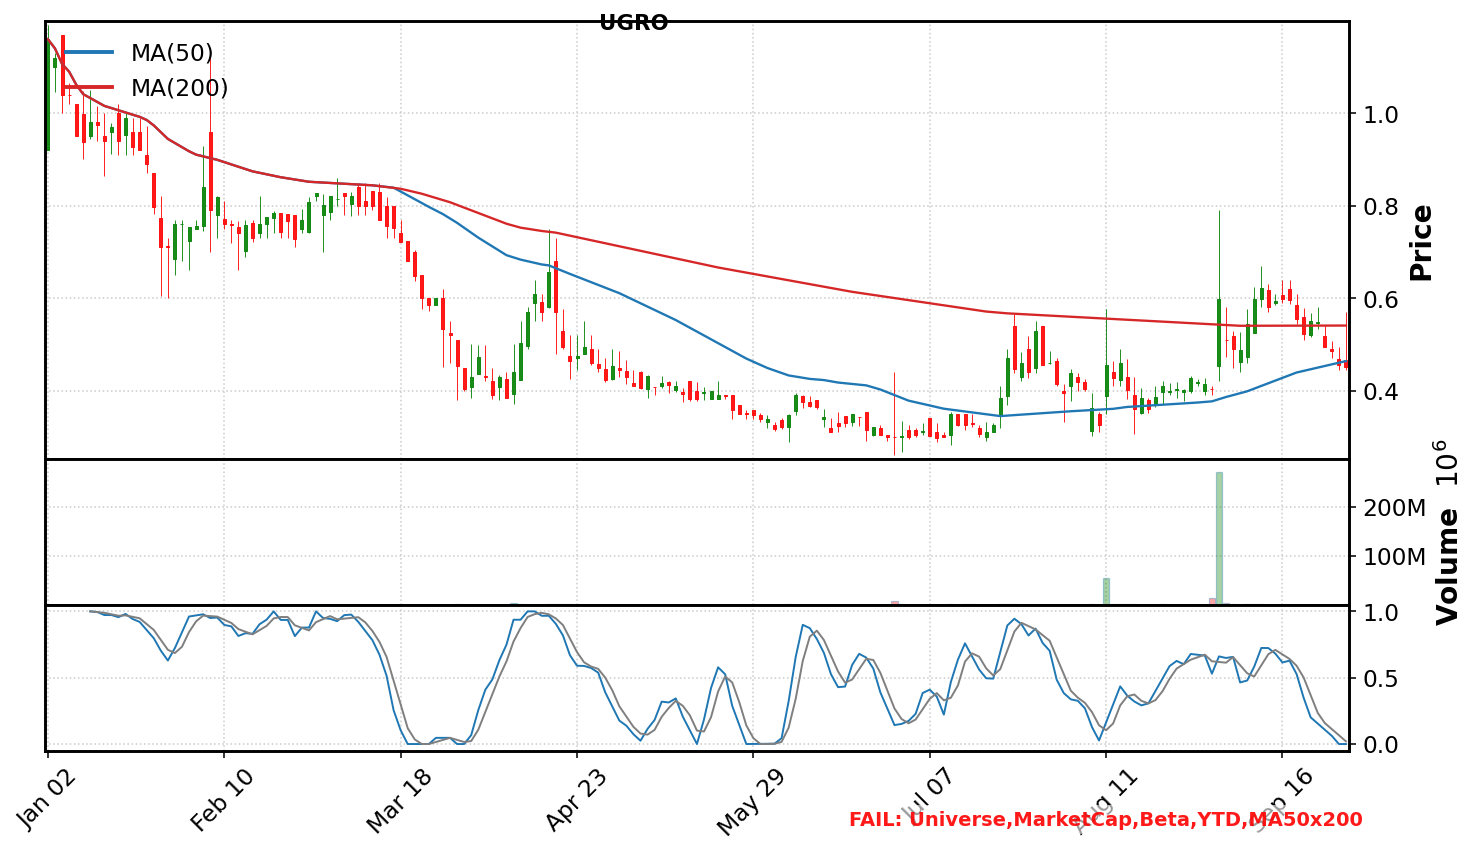 UGRO
MA(50)
MA(200)
1.0
0.8
0.6
0.4
Price
10⁶
Volume
200M
100M
1.0
0.5
0.0
Jan 02
Feb 10
Mar 18
Apr 23
May 29
Jul 07
Aug 11
Sep 16
FAIL: Universe,MarketCap,Beta,YTD,MA50x200